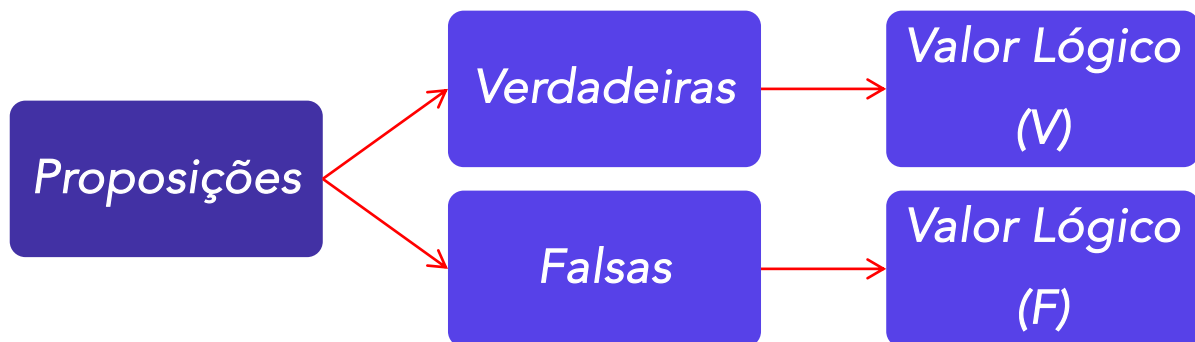 Proposições
Verdadeiras
Valor Lógico
(V)
Falsas
Valor Lógico
(F)